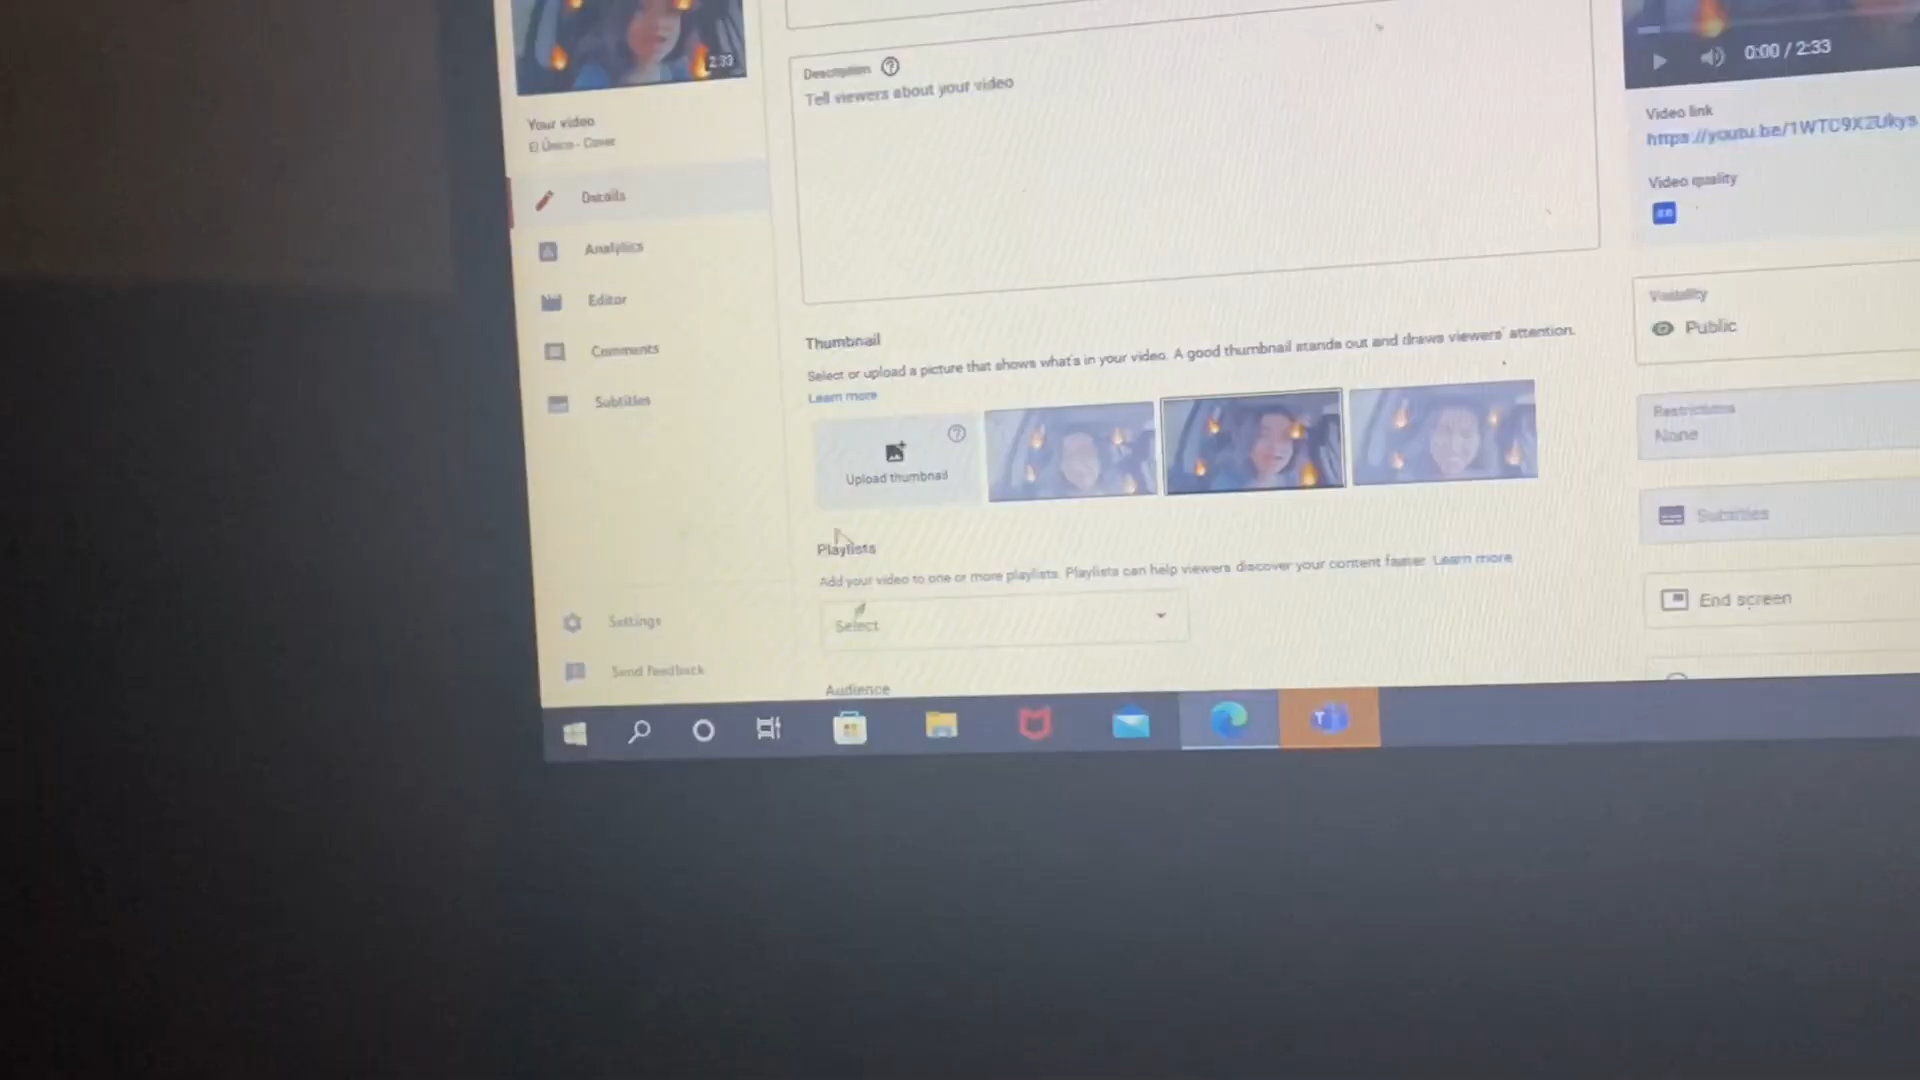 2:33
Your video
El Único - Cover
Details
Analytics
Editor
Comments
Subtitles
Settings
Send feedback
Description
Tell viewers about your video
Thumbnail
Select or upload a picture that shows what's in your video. A good thumbnail stands out and draws viewers' attention.
Learn more
Upload thumbnail
Playlists
Add your video to one or more playlists. Playlists can help viewers discover your content faster. Learn more
Select
Audience
0:00 / 2:33
Video link
Video quality
Visibility
Public
Restrictions
None
Subtitles
End screen